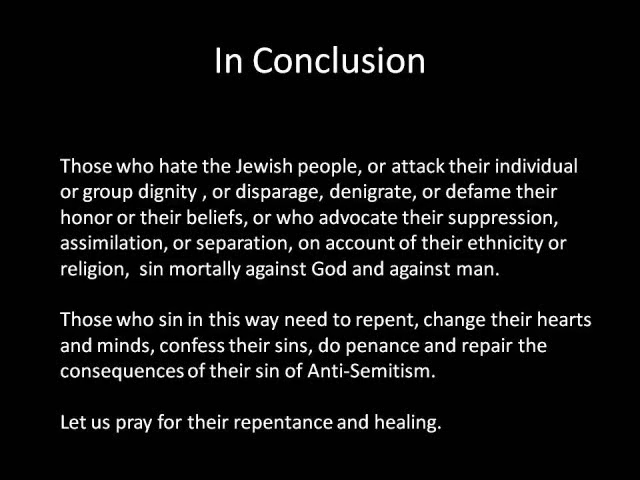 In Conclusion
Those who hate the Jewish people, or attack their individual
or group dignity , or disparage, denigrate, or defame their
honor or their beliefs, or who advocate their suppression,
assimilation, or separation, on account of their ethnicity or
religion,  sin mortally against God and against man.
Those who sin in this way need to repent, change their hearts
and minds, confess their sins, do penance and repair the
consequences of their sin of Anti-Semitism.
Let us pray for their repentance and healing.